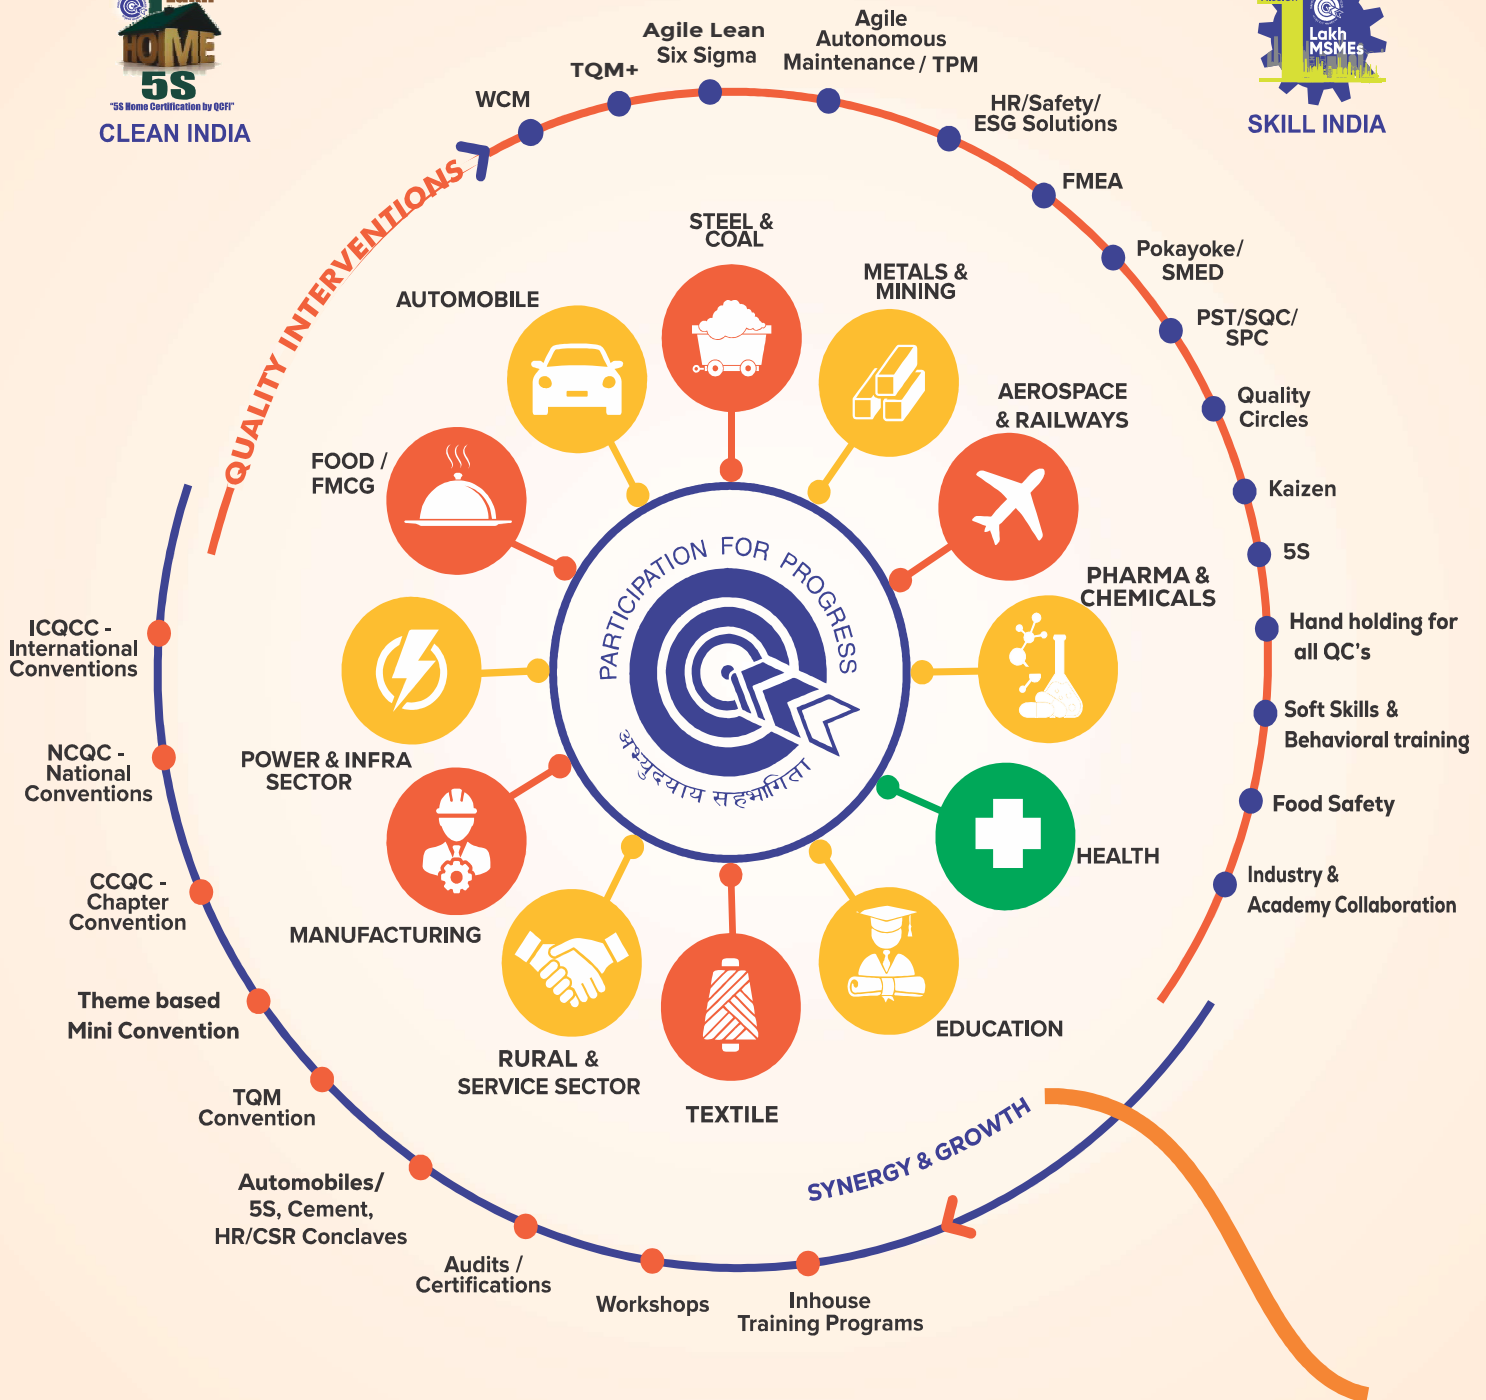 HOME
5S
"5S Home Certification by QCFI"
CLEAN INDIA
1
Lakh
MSMEs
SKILL INDIA
QUALITY INTERVENTIONS
WCM
TQM+
Agile Lean
Six Sigma
Agile
Autonomous
Maintenance / TPM
HR/Safety/
ESG Solutions
FMEA
Pokayoke/
SMED
PST/SQC/
SPC
Quality
Circles
Kaizen
5S
Hand holding for
all QC's
Soft Skills &
Behavioral training
Food Safety
Industry &
Academy Collaboration
STEEL &
COAL
METALS &
MINING
AEROSPACE
& RAILWAYS
PHARMA &
CHEMICALS
HEALTH
EDUCATION
TEXTILE
RURAL &
SERVICE SECTOR
MANUFACTURING
POWER & INFRA
SECTOR
FOOD /
FMCG
AUTOMOBILE
PARTICIPATION FOR PROGRESS
अभ्युदयाय सहभागिता
SYNERGY & GROWTH
Inhouse
Training Programs
Workshops
Audits /
Certifications
Automobiles/
5S, Cement,
HR/CSR Conclaves
TQM
Convention
Theme based
Mini Convention
CCQC -
Chapter
Convention
NCQC -
National
Conventions
ICQCC -
International
Conventions